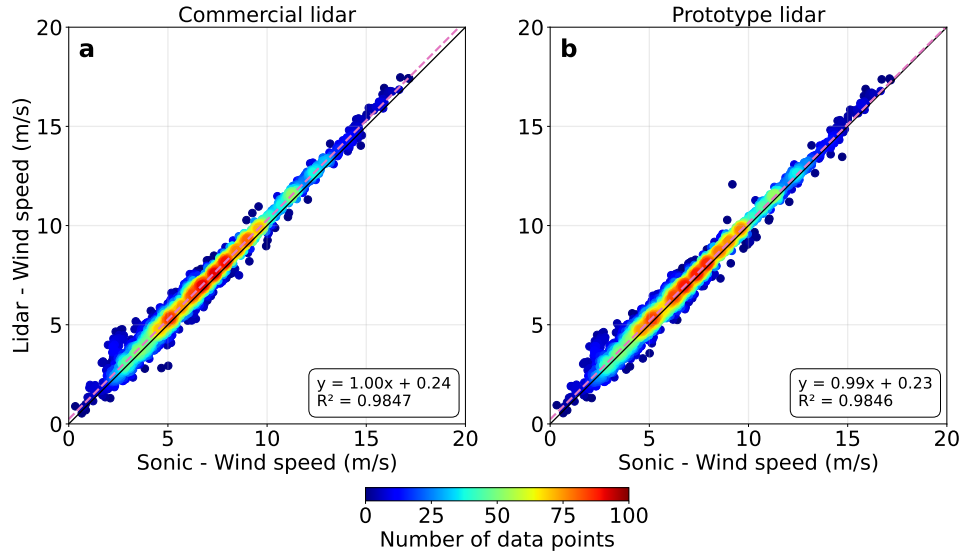 Commercial lidar
Prototype lidar
a
b
20
15
10
5
0
20
15
10
5
0
Lidar - Wind speed (m/s)
y = 1.00x + 0.24
R² = 0.9847
y = 0.99x + 0.23
R² = 0.9846
0 5 10 15 20
0 5 10 15 20
Sonic - Wind speed (m/s)
Sonic - Wind speed (m/s)
0 25 50 75 100
Number of data points